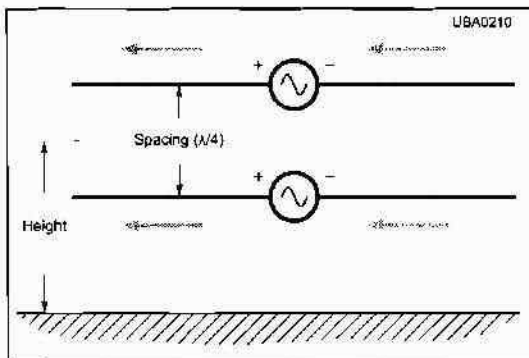 UBA0210
+ −
Spacing (λ/4)
-
+ −
Height